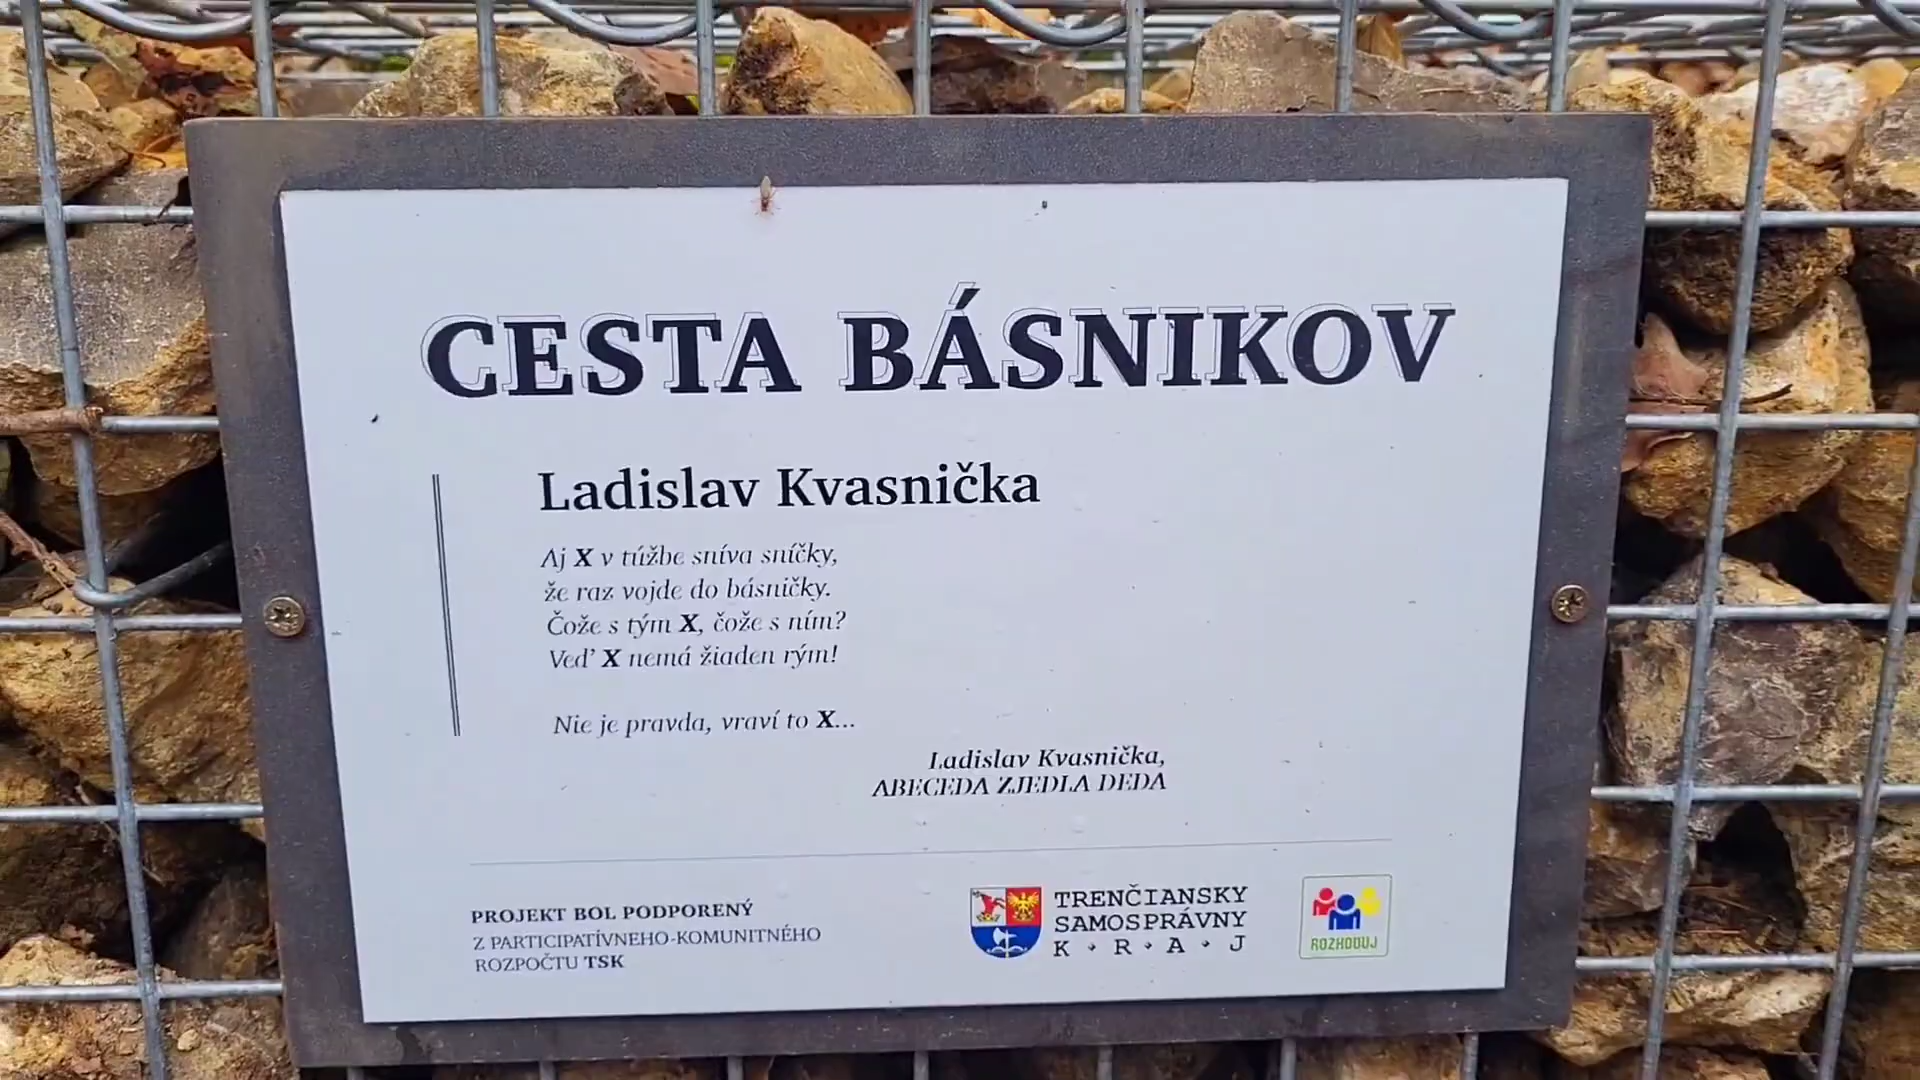 CESTA BÁSNIKOV
Ladislav Kvasnička
Aj X v túžbe sníva sníčky,
že raz vojde do básničky.
Čože s tým X, čože s ním?
Veď X nemá žiaden rým!
Nie je pravda, vraví to X...
Ladislav Kvasnička,
ABECEDA ZJEDLA DEDA
PROJEKT BOL PODPORENÝ
Z PARTICIPATÍVNEHO-KOMUNITNÉHO
ROZPOČTU TSK
TRENČIANSKY
SAMOSPRÁVNY
K • R • A • J
ROZHODUJ